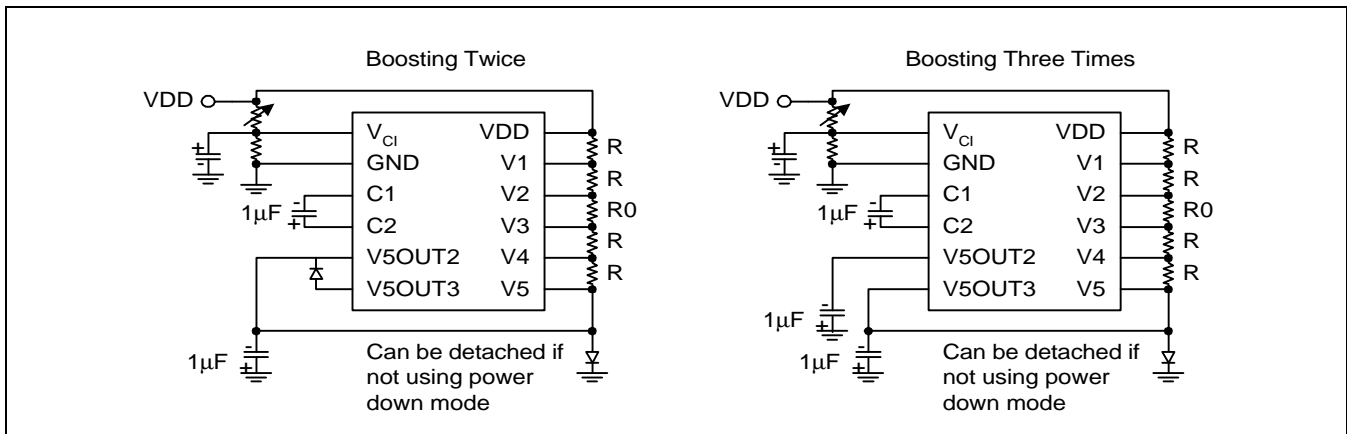 Boosting Twice
VDD
V_CI VDD
R
GND V1
R
C1 V2
1μF R0
C2 V3
R
V5OUT2 V4
R
V5OUT3 V5
1μF
Can be detached if
not using power
down mode
+
-
-
+
-
+
Boosting Three Times
VDD
V_CI VDD
R
GND V1
R
C1 V2
1μF R0
C2 V3
R
V5OUT2 V4
R
V5OUT3 V5
1μF
1μF
Can be detached if
not using power
down mode
+
-
-
+
-
+
-
+